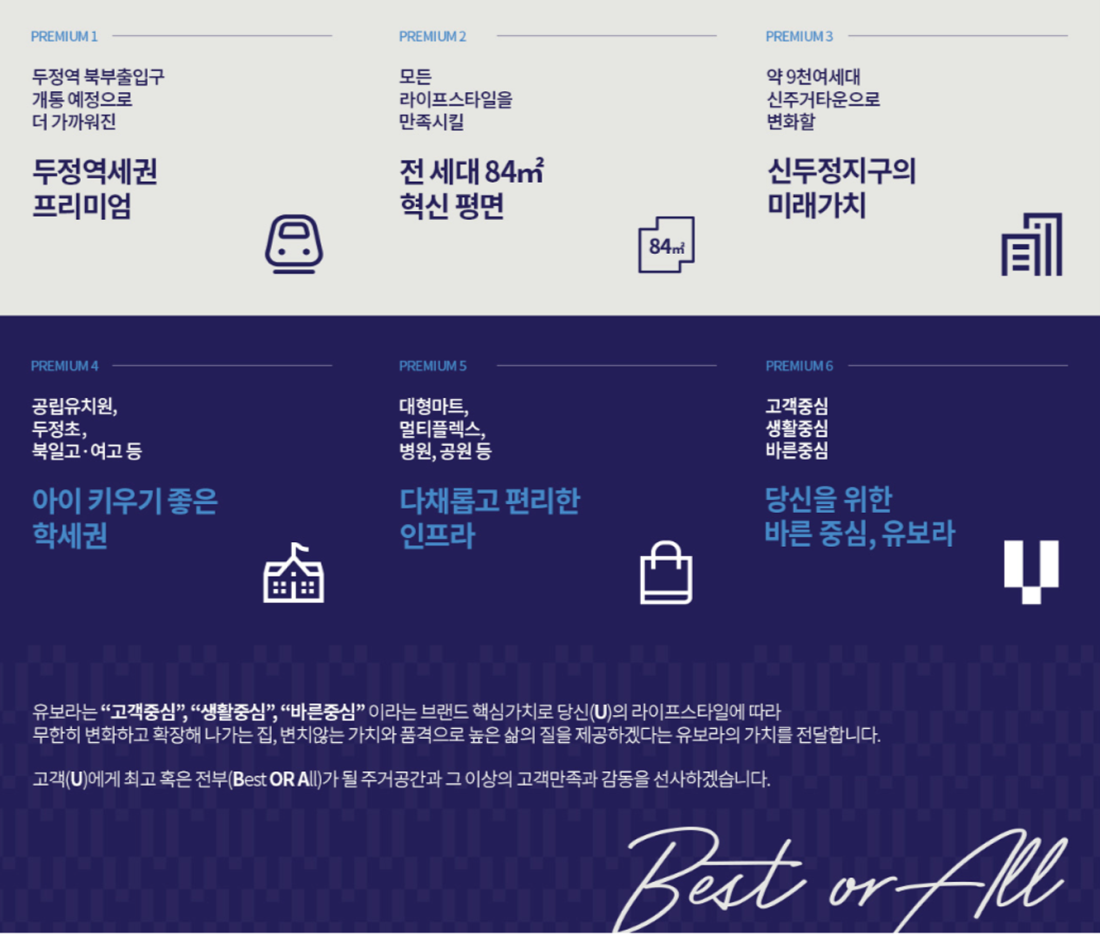 PREMIUM 1
두정역 북부출입구
개통 예정으로
더 가까워진
두정역세권
프리미엄
PREMIUM 2
모든
라이프스타일을
만족시킬
전 세대 84㎡
혁신 평면
84㎡
PREMIUM 3
약 9천여세대
신주거타운으로
변화할
신두정지구의
미래가치
PREMIUM 4
공립유치원,
두정초,
북일고·여고 등
아이 키우기 좋은
학세권
PREMIUM 5
대형마트,
멀티플렉스,
병원, 공원 등
다채롭고 편리한
인프라
PREMIUM 6
고객중심
생활중심
바른중심
당신을 위한
바른 중심, 유보라
유보라는 “고객중심”, “생활중심”, “바른중심” 이라는 브랜드 핵심가치로 당신(U)의 라이프스타일에 따라
무한히 변화하고 확장해 나가는 집, 변치않는 가치와 품격으로 높은 삶의 질을 제공하겠다는 유보라의 가치를 전달합니다.
고객(U)에게 최고 혹은 전부(Best OR All)가 될 주거공간과 그 이상의 고객만족과 감동을 선사하겠습니다.
Best or All